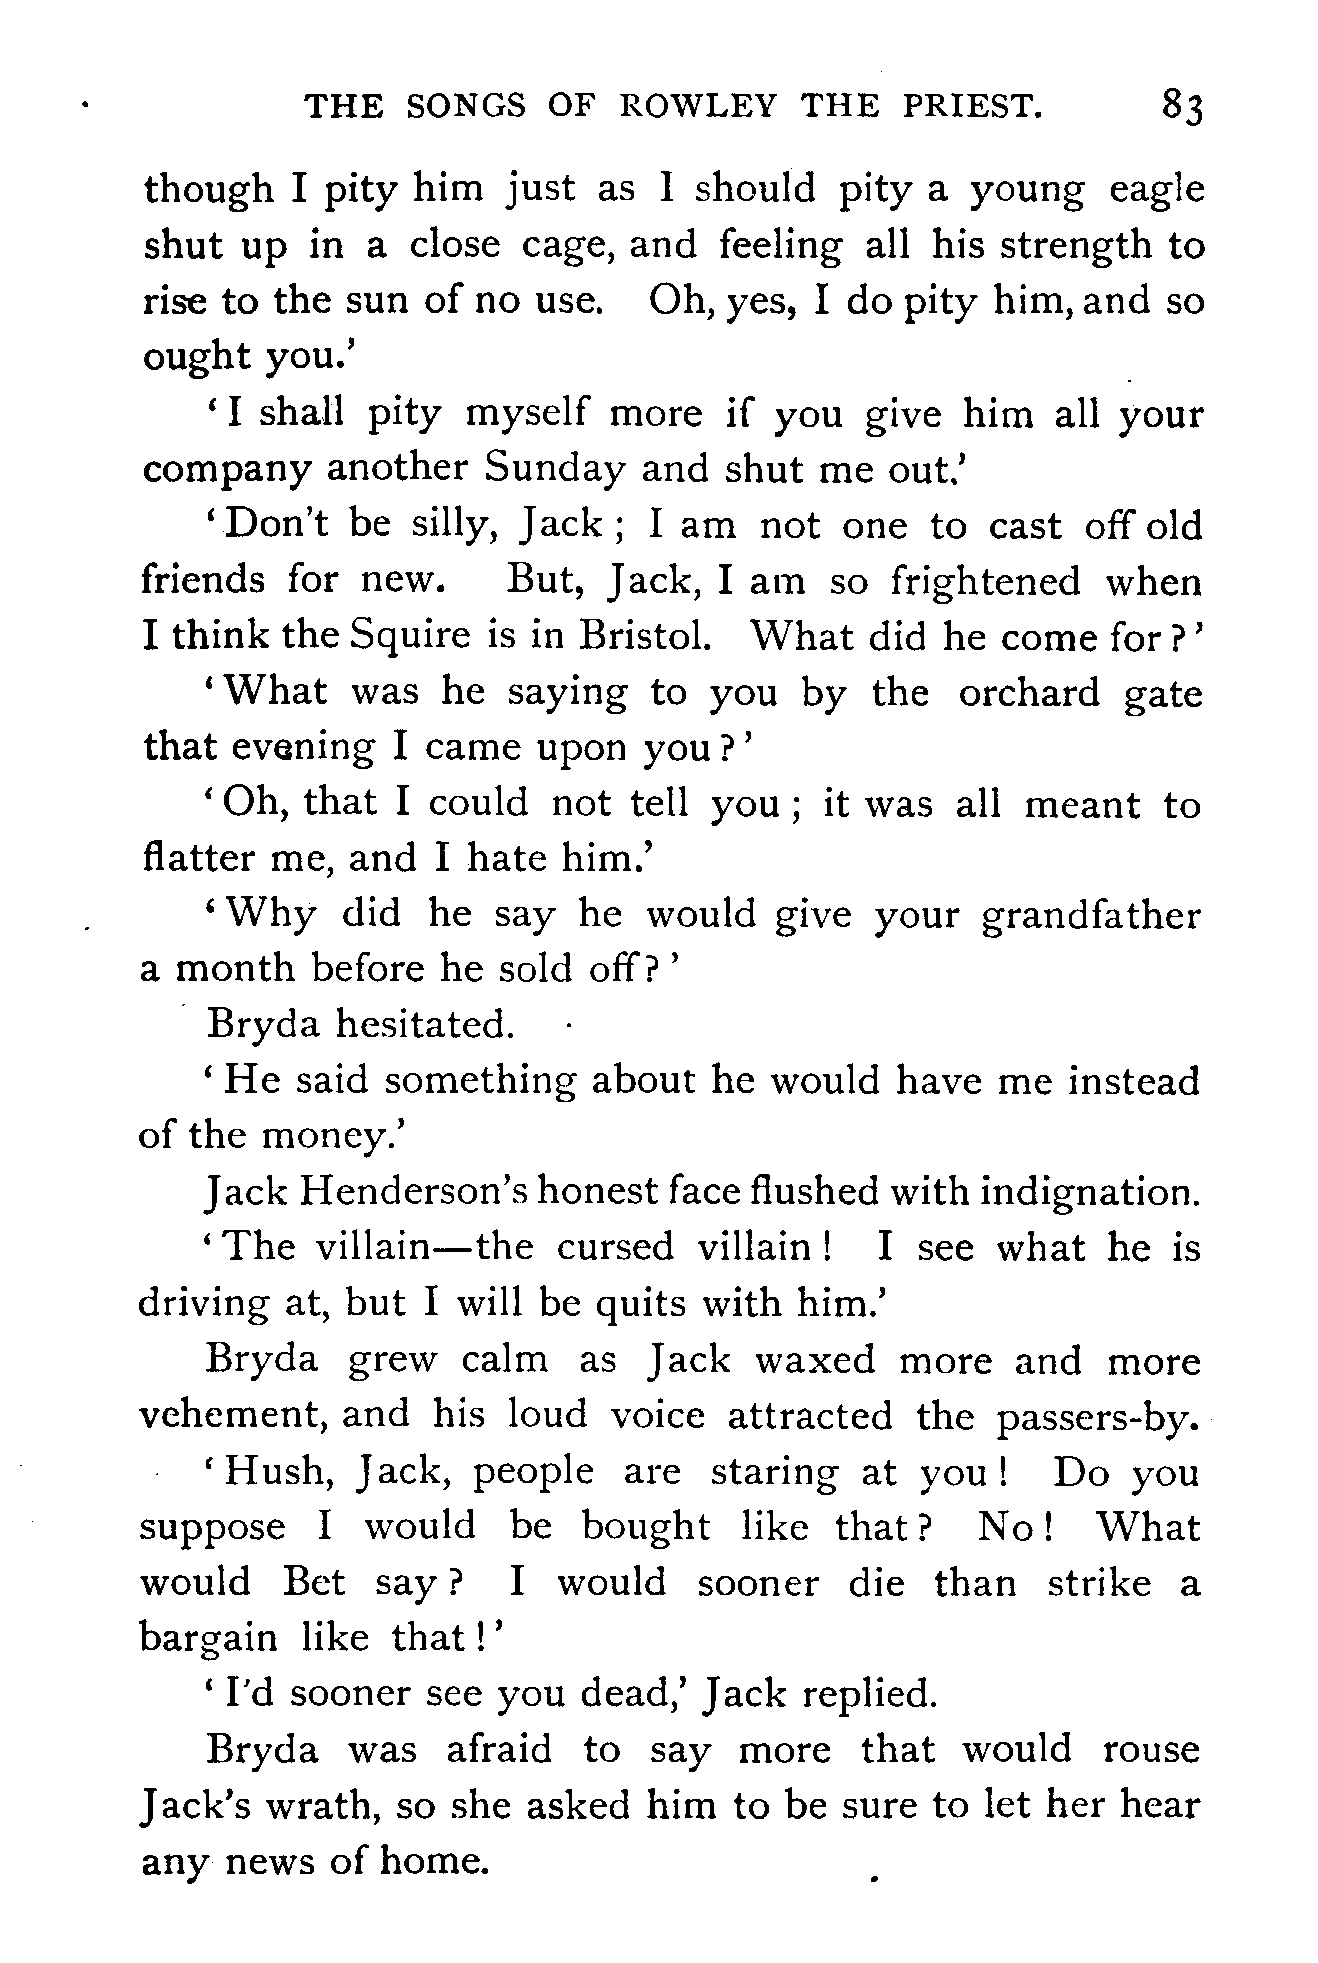 THE SONGS OF ROWLEY THE PRIEST. 83
though I pity him just as I should pity a young eagle
shut up in a close cage, and feeling all his strength to
rise to the sun of no use. Oh, yes, I do pity him, and so
ought you.'
'I shall pity myself more if you give him all your
company another Sunday and shut me out.'
'Don't be silly, Jack; I am not one to cast off old
friends for new. But, Jack, I am so frightened when
I think the Squire is in Bristol. What did he come for?'
'What was he saying to you by the orchard gate
that evening I came upon you?'
'Oh, that I could not tell you; it was all meant to
flatter me, and I hate him.'
'Why did he say he would give your grandfather
a month before he sold off?'
Bryda hesitated.
'He said something about he would have me instead
of the money.'
Jack Henderson's honest face flushed with indignation.
'The villain—the cursed villain! I see what he is
driving at, but I will be quits with him.'
Bryda grew calm as Jack waxed more and more
vehement, and his loud voice attracted the passers-by.
'Hush, Jack, people are staring at you! Do you
suppose I would be bought like that? No! What
would Bet say? I would sooner die than strike a
bargain like that!'
'I'd sooner see you dead,' Jack replied.
Bryda was afraid to say more that would rouse
Jack's wrath, so she asked him to be sure to let her hear
any news of home.